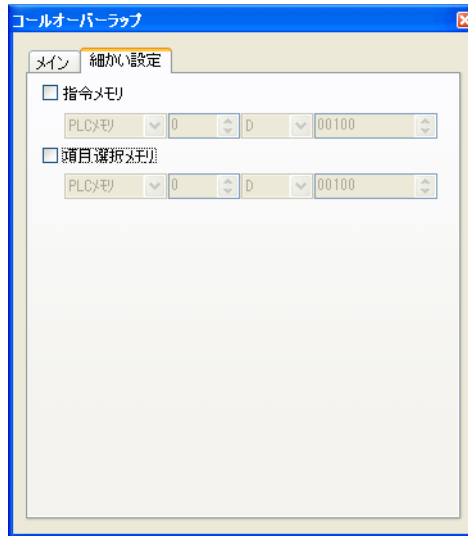 コールオーバーラップ
メイン 細かい設定
指令メモリ
PLCメモリ 0 D 00100
項目選択メモリ
PLCメモリ 0 D 00100